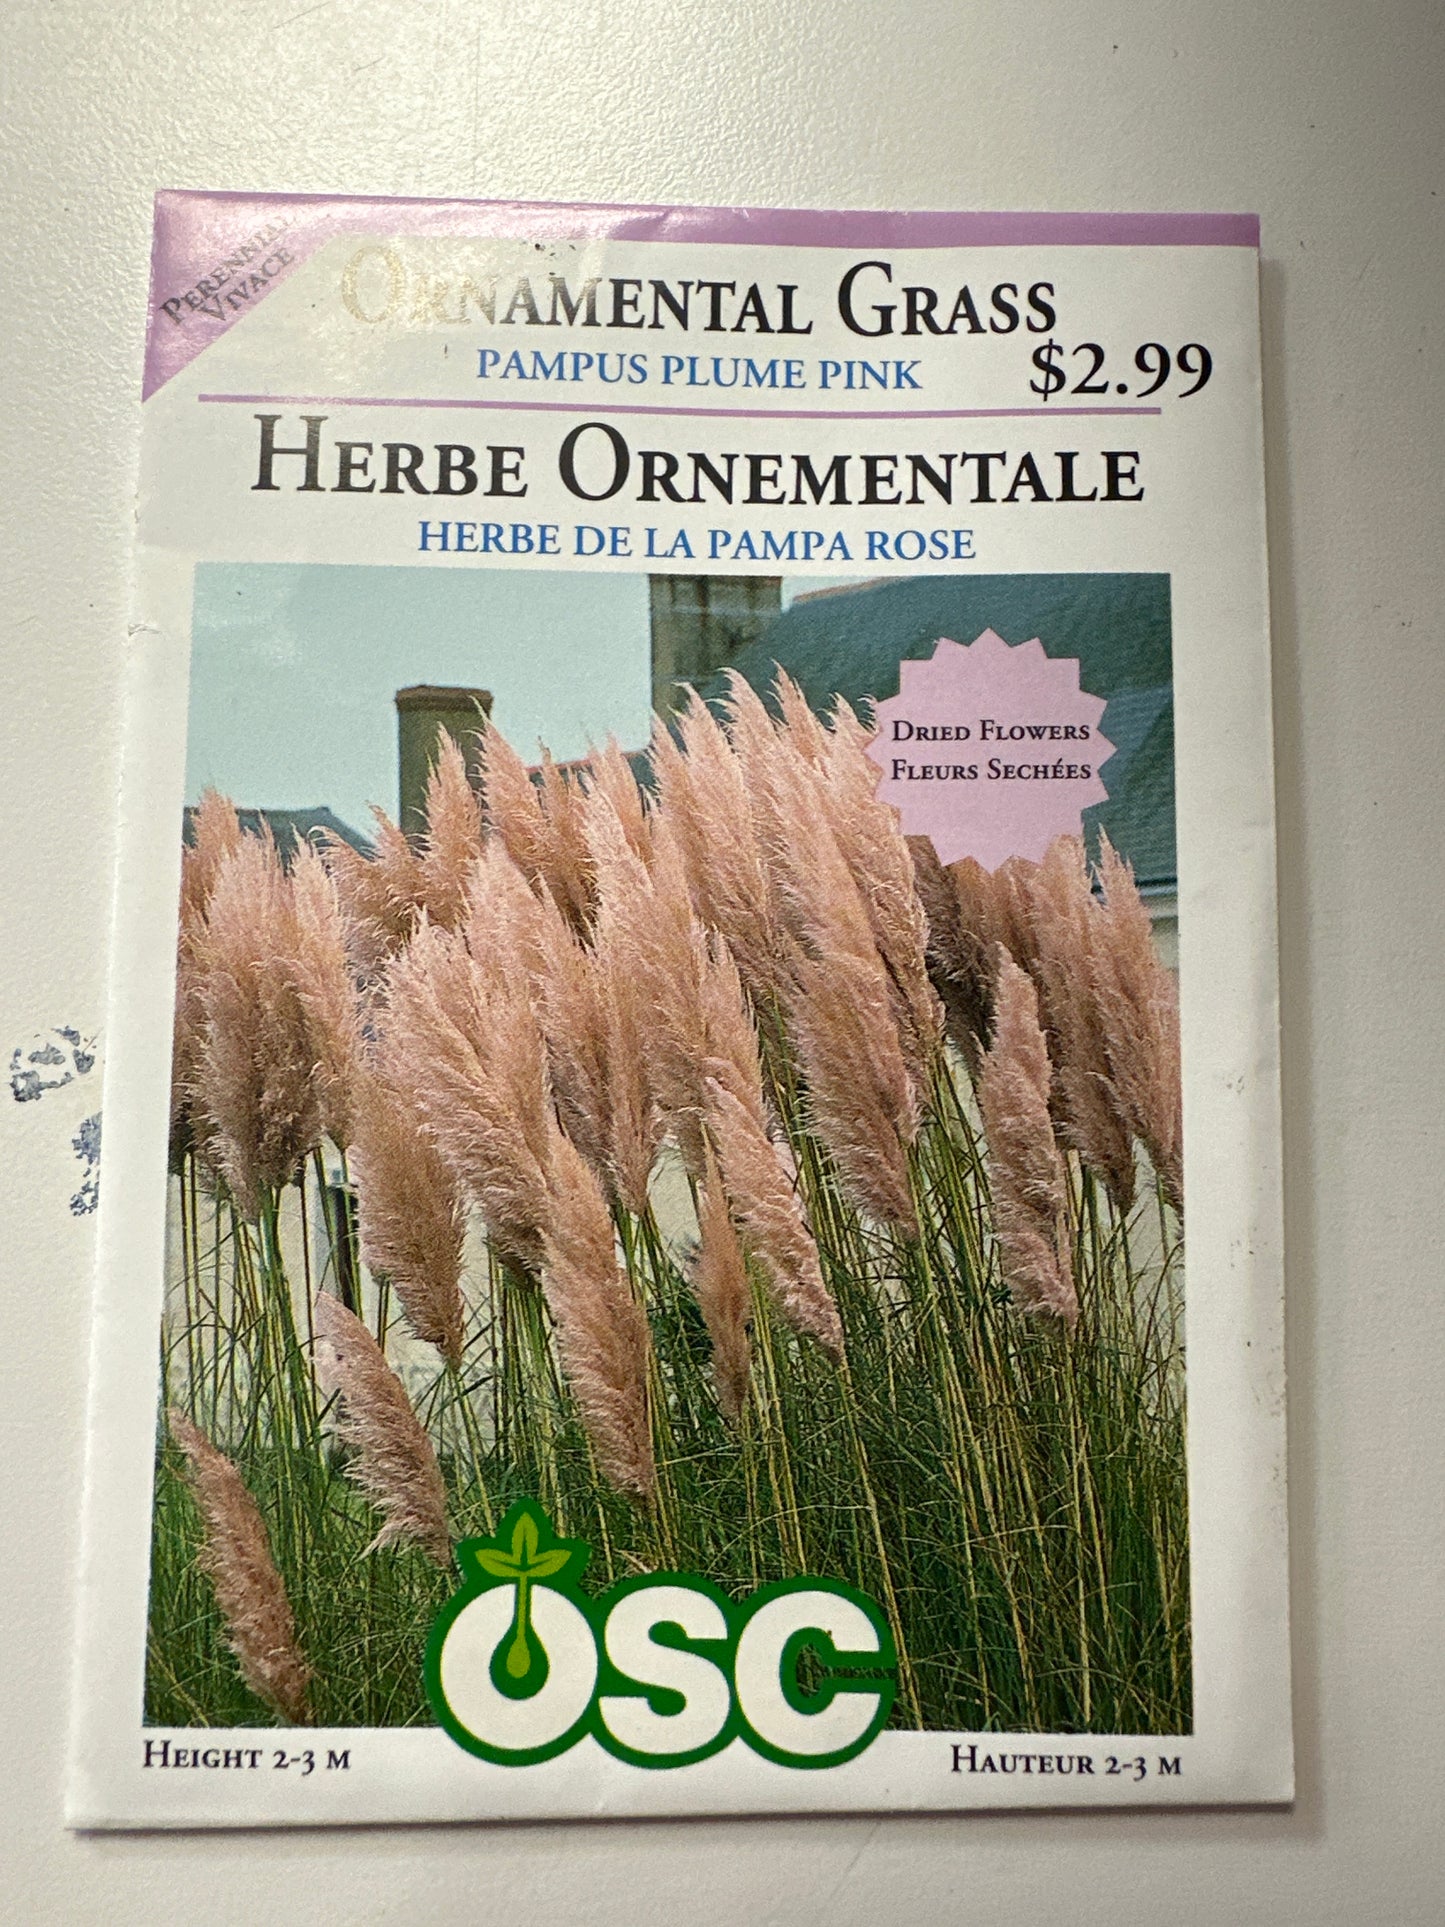 PERENNIAL
VIVACE
ORNAMENTAL GRASS
PAMPUS PLUME PINK
$2.99
HERBE ORNEMENTALE
HERBE DE LA PAMPA ROSE
DRIED FLOWERS
FLEURS SECHÉES
OSC
HEIGHT 2-3 M
HAUTEUR 2-3 M